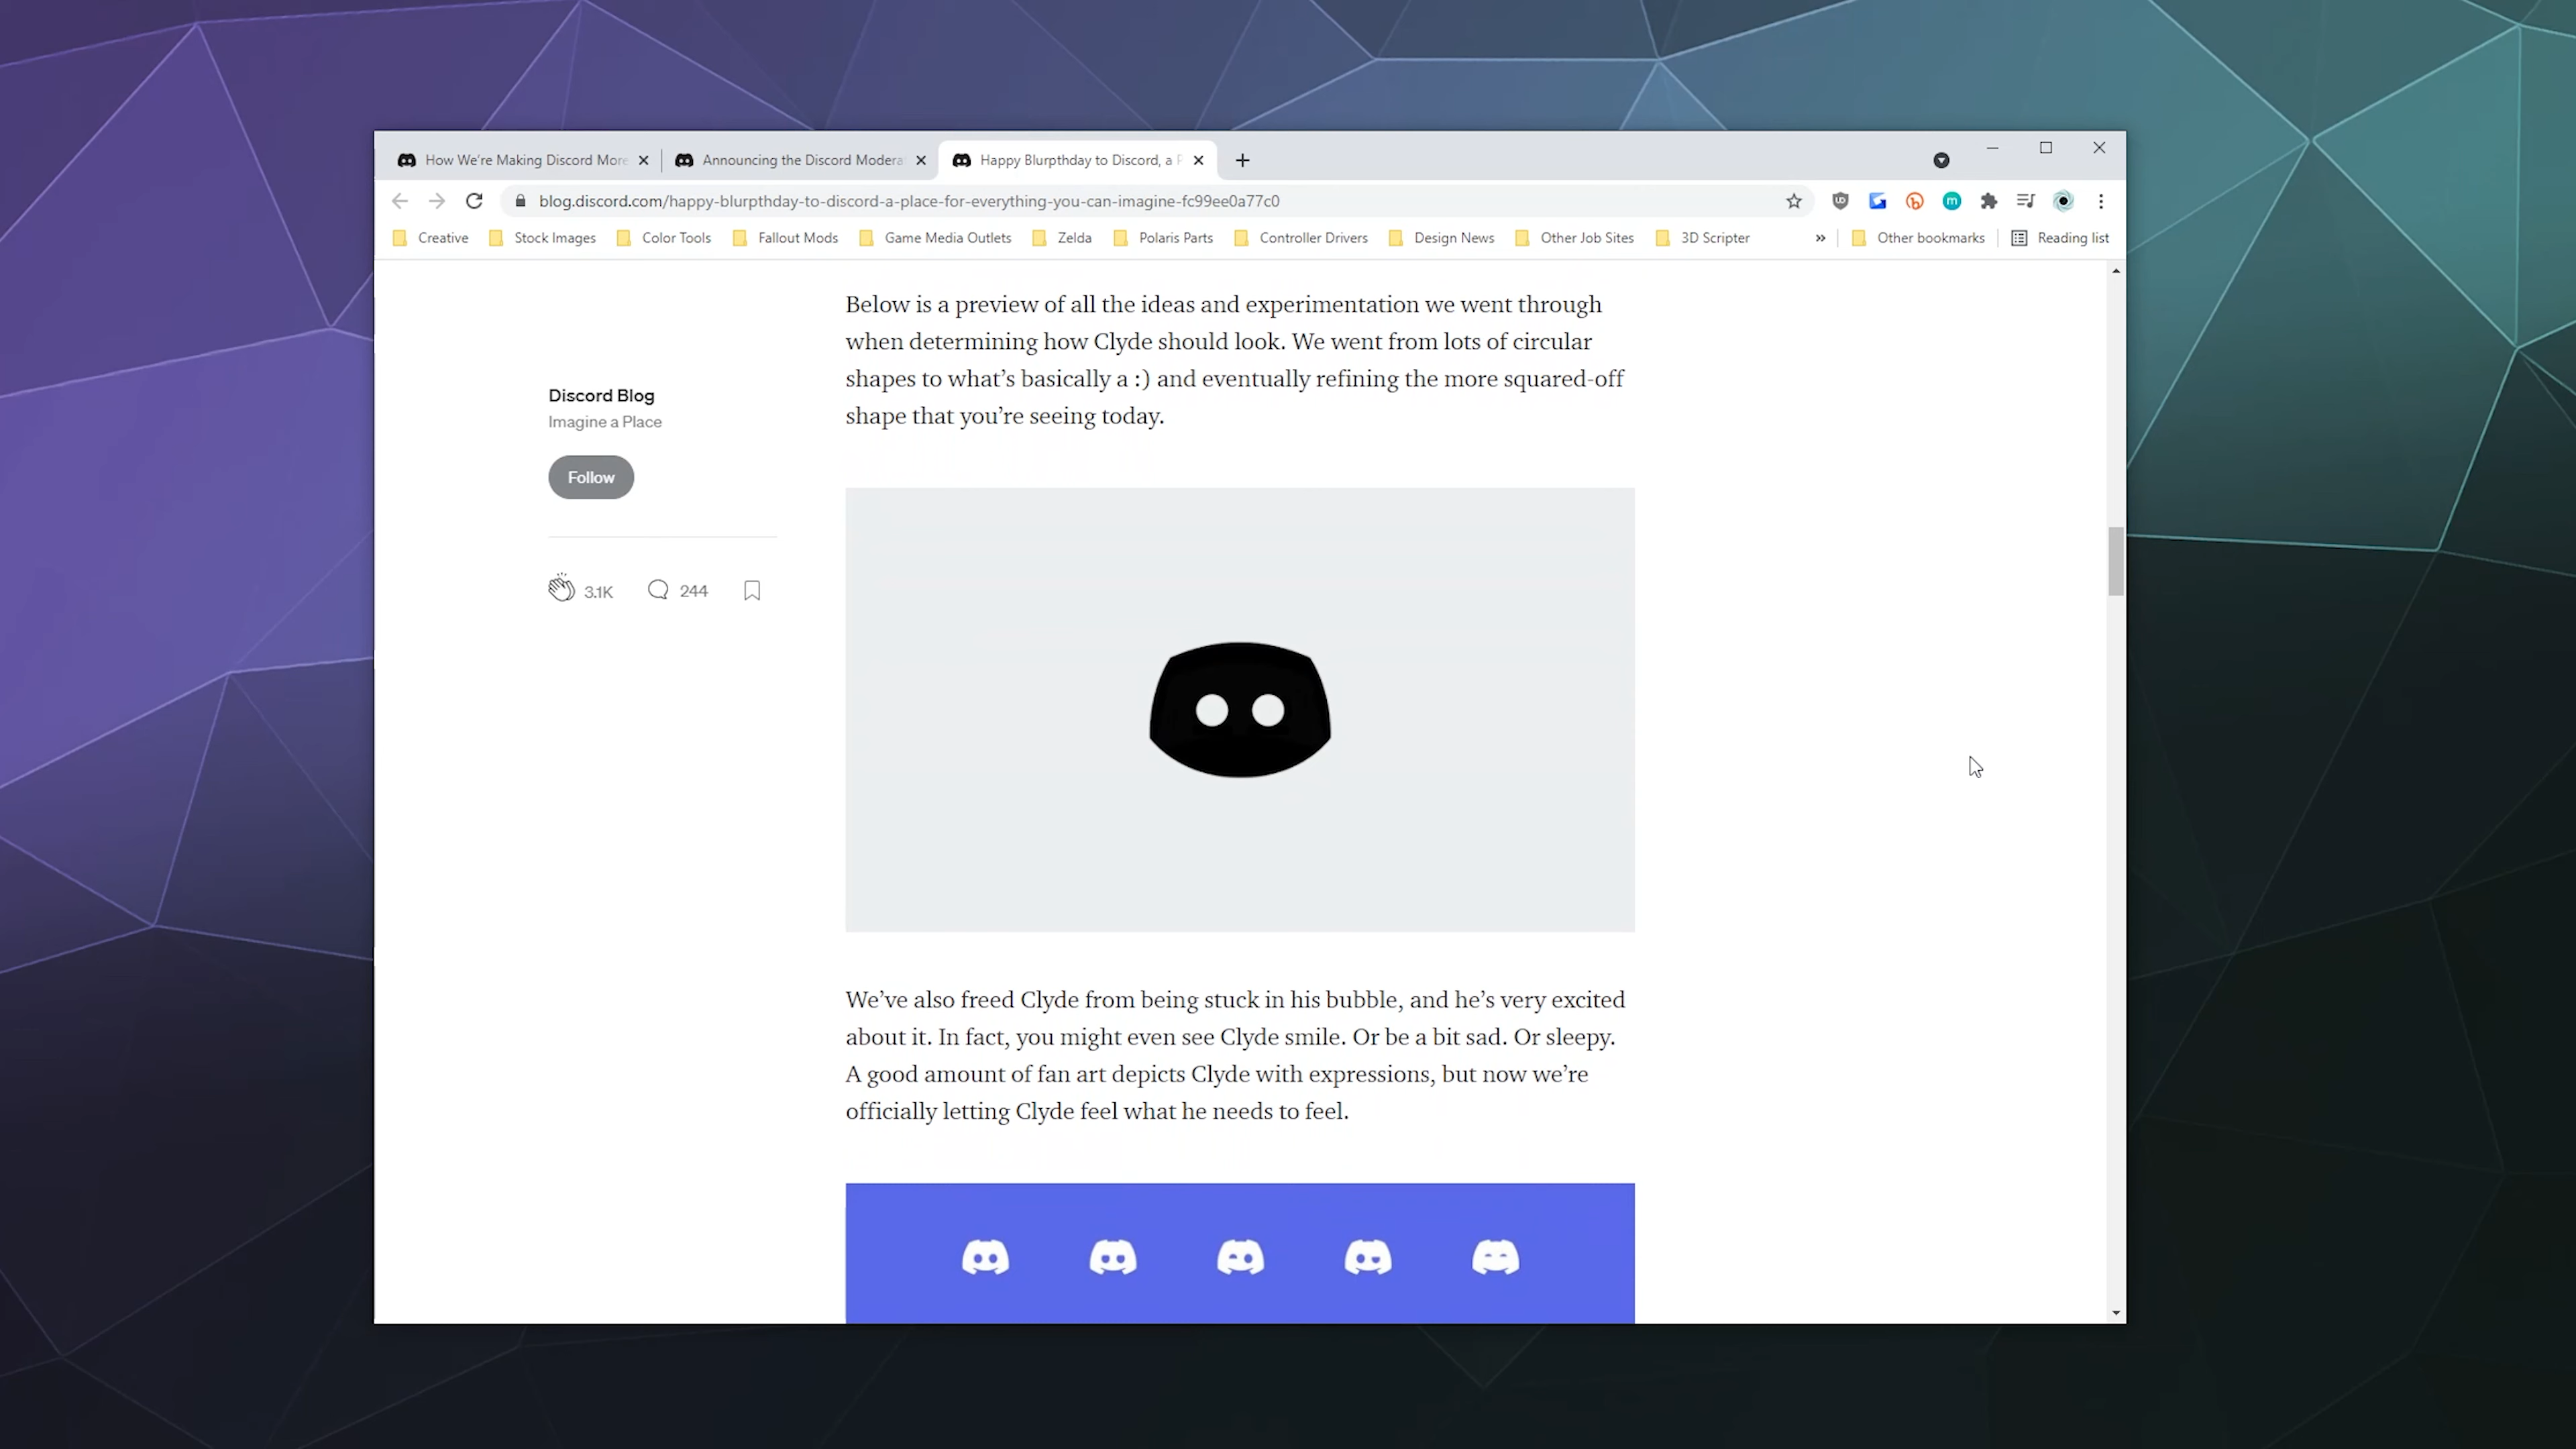 How We're Making Discord More
Announcing the Discord Modera
Happy Blurpthday to Discord, a P
blog.discord.com/happy-blurpthday-to-discord-a-place-for-everything-you-can-imagine-fc99ee0a77c0
Creative
Stock Images
Color Tools
Fallout Mods
Game Media Outlets
Zelda
Polaris Parts
Controller Drivers
Design News
Other Job Sites
3D Scripter
»
Other bookmarks
Reading list
Discord Blog
Imagine a Place
Follow
3.1K
244
Below is a preview of all the ideas and experimentation we went through
when determining how Clyde should look. We went from lots of circular
shapes to what's basically a :) and eventually refining the more squared-off
shape that you're seeing today.
We've also freed Clyde from being stuck in his bubble, and he's very excited
about it. In fact, you might even see Clyde smile. Or be a bit sad. Or sleepy.
A good amount of fan art depicts Clyde with expressions, but now we're
officially letting Clyde feel what he needs to feel.